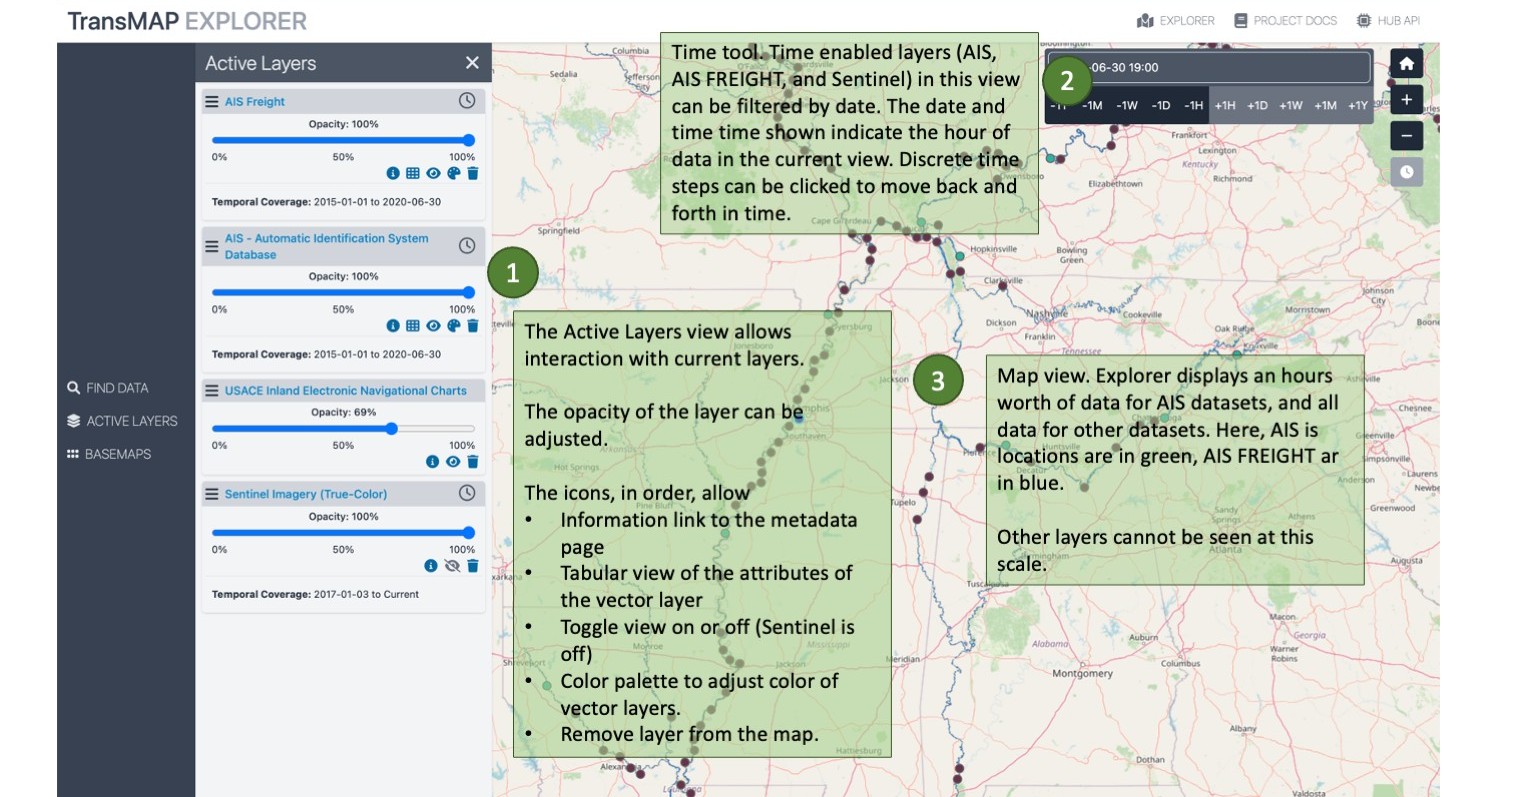 TransMAP EXPLORER
EXPLORER
PROJECT DOCS
HUB API
FIND DATA
ACTIVE LAYERS
BASEMAPS
Active Layers
AIS Freight
Opacity: 100%
0% 50% 100%
Temporal Coverage: 2015-01-01 to 2020-06-30
AIS - Automatic Identification System
Database
Opacity: 100%
0% 50% 100%
Temporal Coverage: 2015-01-01 to 2020-06-30
USACE Inland Electronic Navigational Charts
Opacity: 69%
0% 50% 100%
Sentinel Imagery (True-Color)
Opacity: 100%
0% 50% 100%
Temporal Coverage: 2017-01-03 to Current
1
The Active Layers view allows
interaction with current layers.
The opacity of the layer can be
adjusted.
The icons, in order, allow
• Information link to the metadata
page
• Tabular view of the attributes of
the vector layer
• Toggle view on or off (Sentinel is
off)
• Color palette to adjust color of
vector layers.
• Remove layer from the map.
Time tool. Time enabled layers (AIS,
AIS FREIGHT, and Sentinel) in this view
can be filtered by date. The date and
time time shown indicate the hour of
data in the current view. Discrete time
steps can be clicked to move back and
forth in time.
2
-06-30 19:00
-1M -1W -1D -1H +1H +1D +1W +1M +1Y
3
Map view. Explorer displays an hours
worth of data for AIS datasets, and all
data for other datasets. Here, AIS is
locations are in green, AIS FREIGHT ar
in blue.
Other layers cannot be seen at this
scale.
Columbia
Sedalia
Jefferson
Springfield
Cape Girardeau
Frankfort
Lexington
Kentucky
Richmond
Elizabethtown
Owensboro
Hopkinsville
Bowling
Green
Clarksville
Johnson
City
Nashville
Cookeville
Morristown
Dickson
Franklin
Oak Ridge
Knoxville
Tennessee
Dyersburg
Jonesboro
Jackson
Memphis
Southaven
Arkansas
Hot Springs
Pine Bluff
Tupelo
Huntsville
Decatur
Chattanooga
Asheville
Chesnee
Greenville
Simpsonville
Anderson
Laurens
Greenwood
Sandy
Springs
Athens
Atlanta
Birmingham
Augusta
Tuscaloosa
Macon
Georgia
Warner
Robins
Alabama
Auburn
Columbus
Montgomery
Meridian
Mississippi
Jackson
Monroe
Shreveport
Hattiesburg
Alexandria
Louisiana
Dothan
Albany
Valdosta